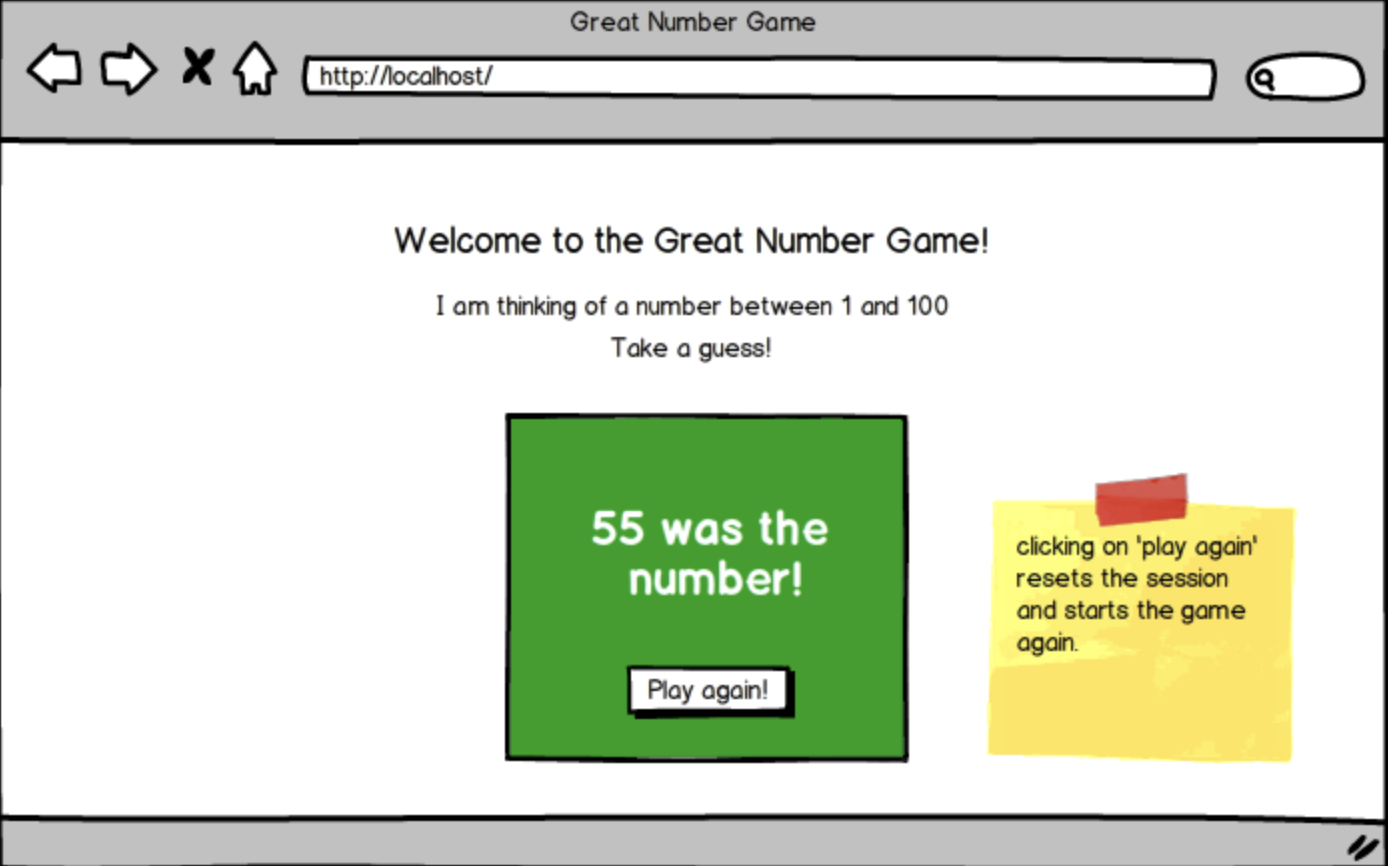 Great Number Game
http://localhost/
Welcome to the Great Number Game!
I am thinking of a number between 1 and 100
Take a guess!
55 was the
number!
Play again!
clicking on 'play again'
resets the session
and starts the game
again.